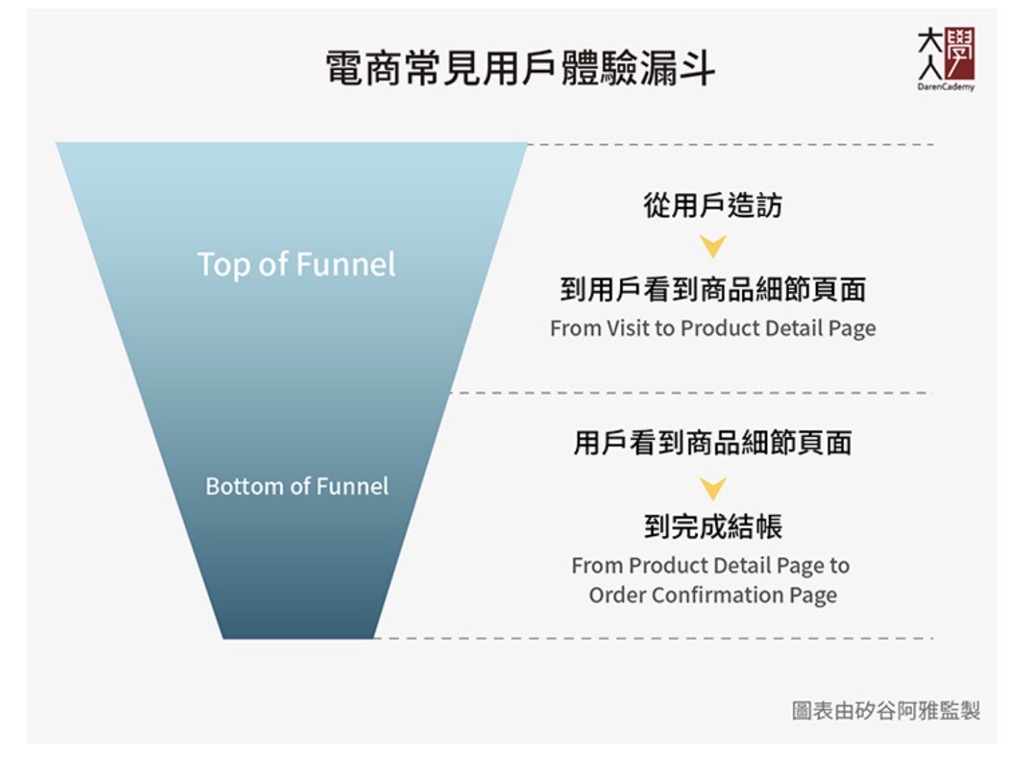 電商常見用戶體驗漏斗
大人學
DarenCademy
Top of Funnel
從用戶造訪
到用戶看到商品細節頁面
From Visit to Product Detail Page
Bottom of Funnel
用戶看到商品細節頁面
到完成結帳
From Product Detail Page to
Order Confirmation Page
圖表由矽谷阿雅監製